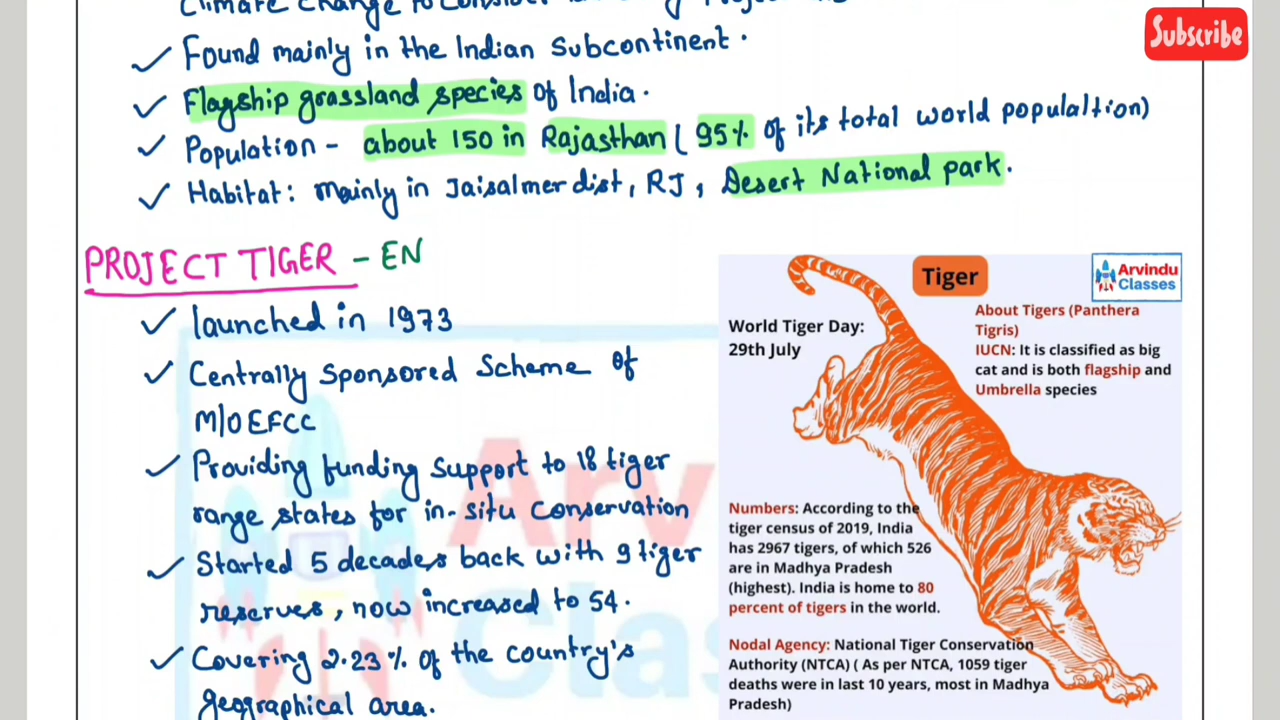 Subscribe
Found mainly in the Indian Subcontinent.
Flagship grassland species of India.
Population - about 150 in Rajasthan ( 95% of its total world populaltion)
Habitat: Mainly in Jaisalmer dist, RJ, Desert National park.
PROJECT TIGER - EN
launched in 1973
Centrally Sponsored Scheme of
M/O EFCC
Providing funding Support to 18 tiger
range states for in-situ Conservation
Started 5 decades back with 9 tiger
reserves, now increased to 54.
Covering 2.23% of the country's
geographical area.
Tiger
Arvindu
Classes
World Tiger Day:
29th July
About Tigers (Panthera
Tigris)
IUCN: It is classified as big
cat and is both flagship and
Umbrella species
Numbers: According to the
tiger census of 2019, India
has 2967 tigers, of which 526
are in Madhya Pradesh
(highest). India is home to 80
percent of tigers in the world.
Nodal Agency: National Tiger Conservation
Authority (NTCA) ( As per NTCA, 1059 tiger
deaths were in last 10 years, most in Madhya
Pradesh)